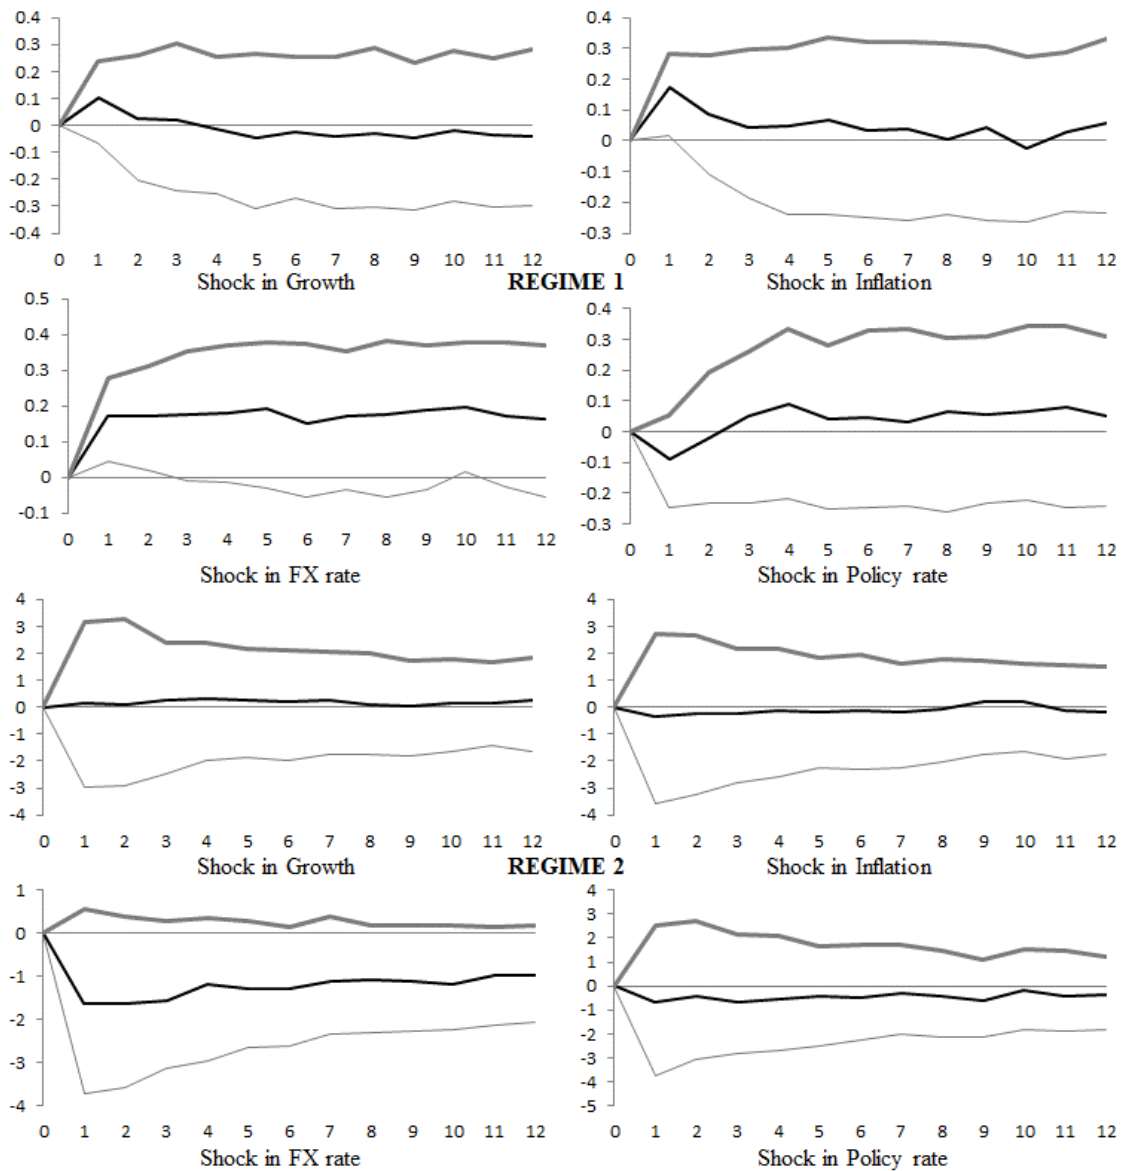 0.4 0.3 0.2 0.1 0 -0.1 -0.2 -0.3 -0.4
0 1 2 3 4 5 6 7 8 9 10 11 12
Shock in Growth
0.4 0.3 0.2 0.1 0 -0.1 -0.2 -0.3
0 1 2 3 4 5 6 7 8 9 10 11 12
Shock in Inflation
REGIME 1
0.5 0.4 0.3 0.2 0.1 0 -0.1
0 1 2 3 4 5 6 7 8 9 10 11 12
Shock in FX rate
0.4 0.3 0.2 0.1 0 -0.1 -0.2 -0.3
0 1 2 3 4 5 6 7 8 9 10 11 12
Shock in Policy rate
4 3 2 1 0 -1 -2 -3 -4
0 1 2 3 4 5 6 7 8 9 10 11 12
Shock in Growth
4 3 2 1 0 -1 -2 -3 -4
0 1 2 3 4 5 6 7 8 9 10 11 12
Shock in Inflation
REGIME 2
1 0 -1 -2 -3 -4
0 1 2 3 4 5 6 7 8 9 10 11 12
Shock in FX rate
4 3 2 1 0 -1 -2 -3 -4 -5
0 1 2 3 4 5 6 7 8 9 10 11 12
Shock in Policy rate